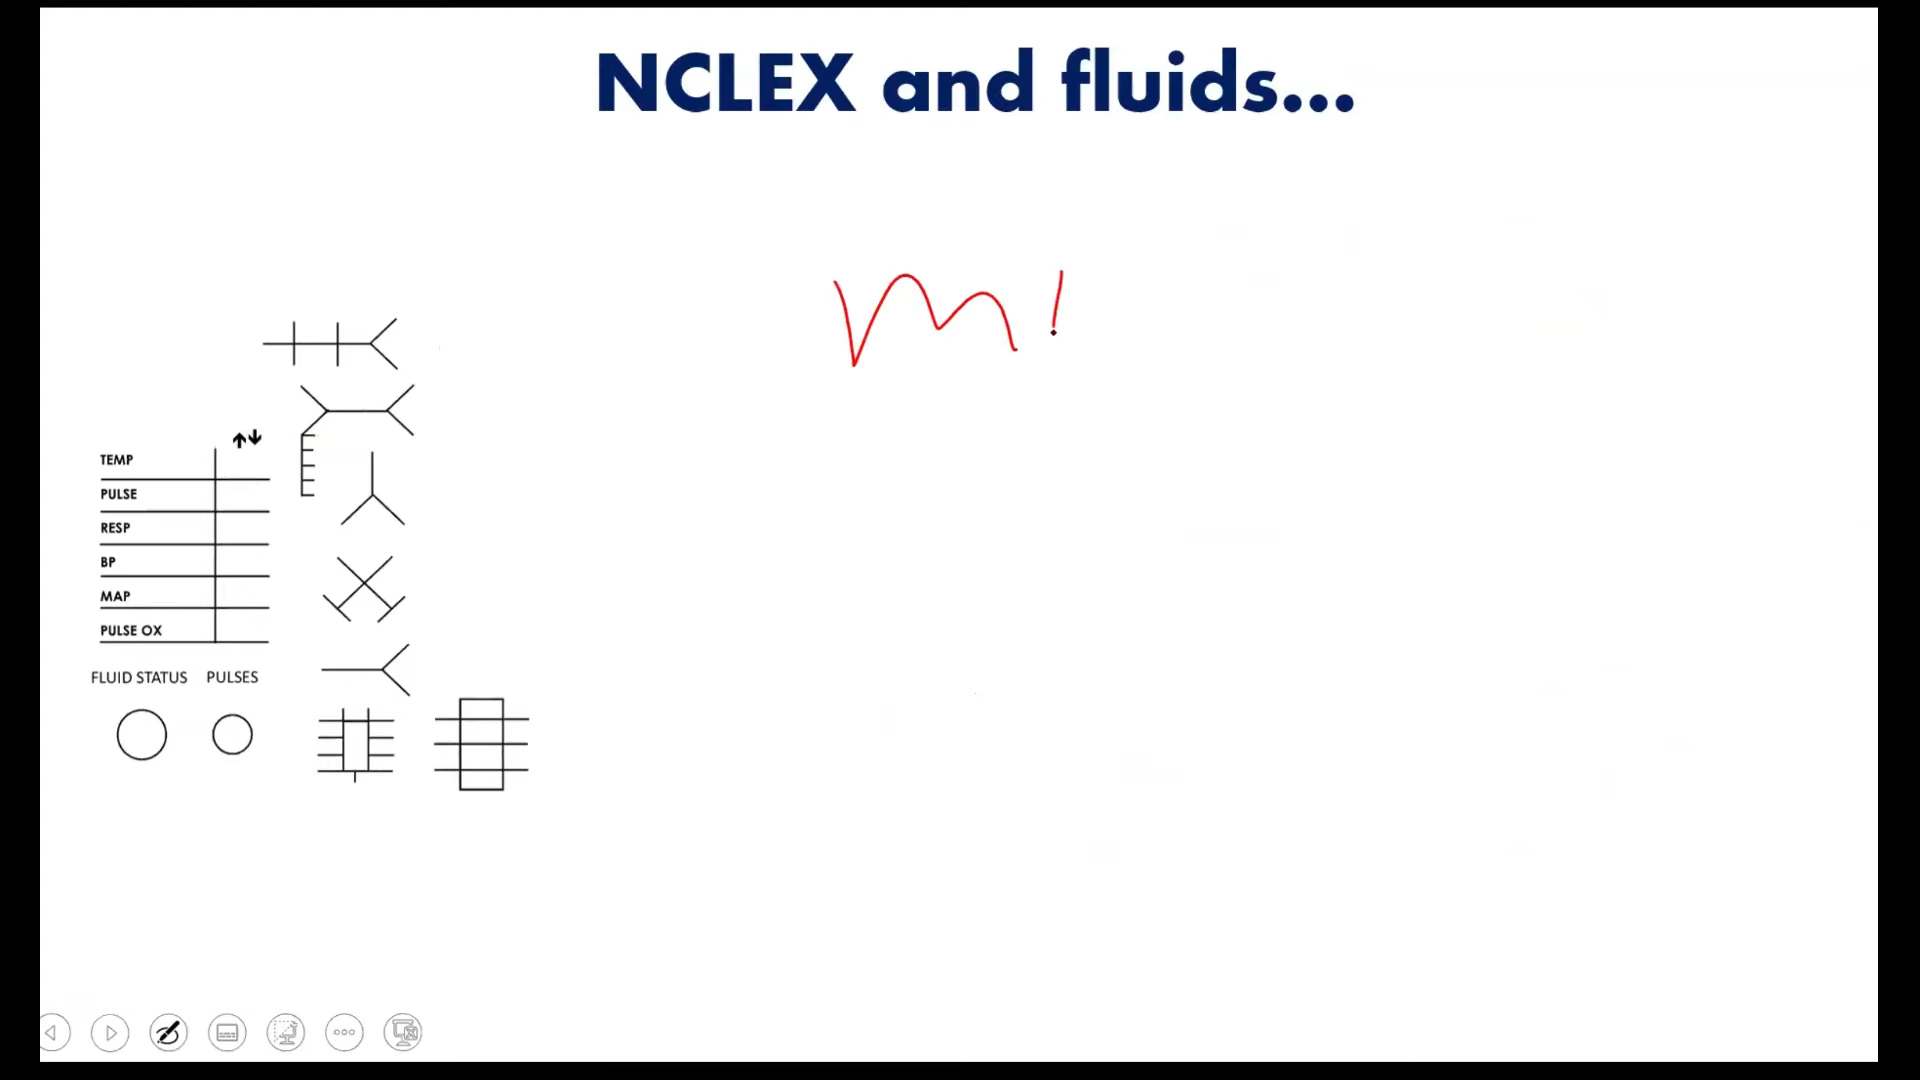 NCLEX and fluids...
TEMP
PULSE
RESP
BP
MAP
PULSE OX
FLUID STATUS PULSES